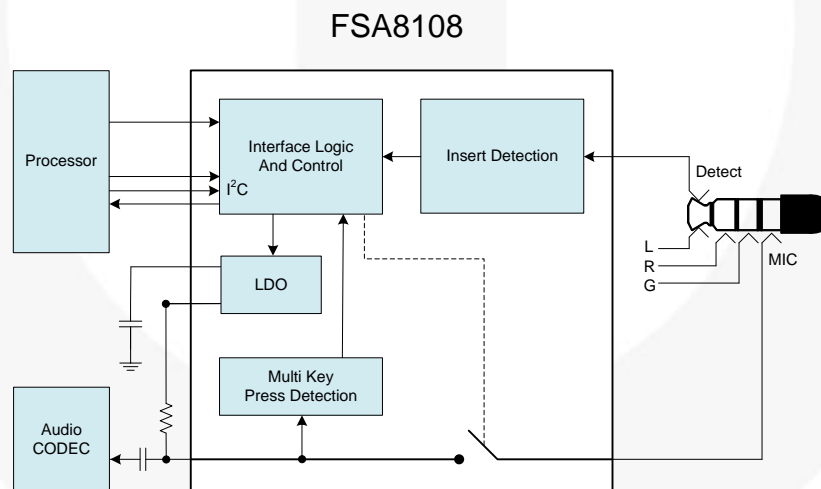 FSA8108
Processor
Interface Logic
And Control
I²C
Insert Detection
Detect
L
R
G
MIC
LDO
Multi Key
Press Detection
Audio
CODEC